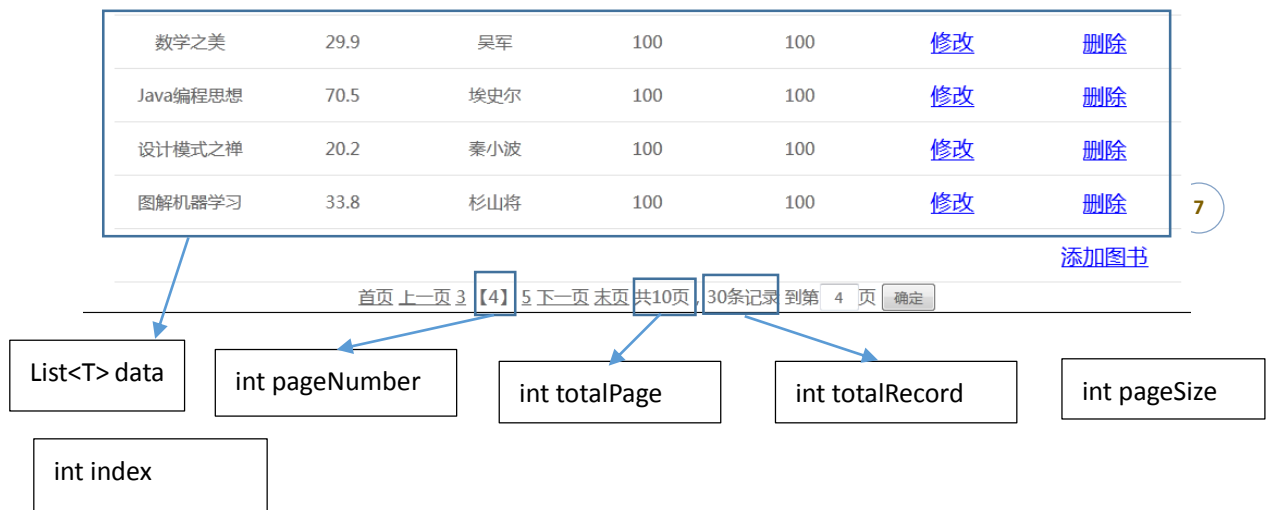 数学之美 29.9 吴军 100 100 修改 删除
Java编程思想 70.5 埃史尔 100 100 修改 删除
设计模式之禅 20.2 秦小波 100 100 修改 删除
图解机器学习 33.8 杉山将 100 100 修改 删除
7
添加图书
首页 上一页 3 【4】 5 下一页 末页 共10页，30条记录 到第 4 页 确定
List<T> data
int pageNumber
int totalPage
int totalRecord
int pageSize
int index